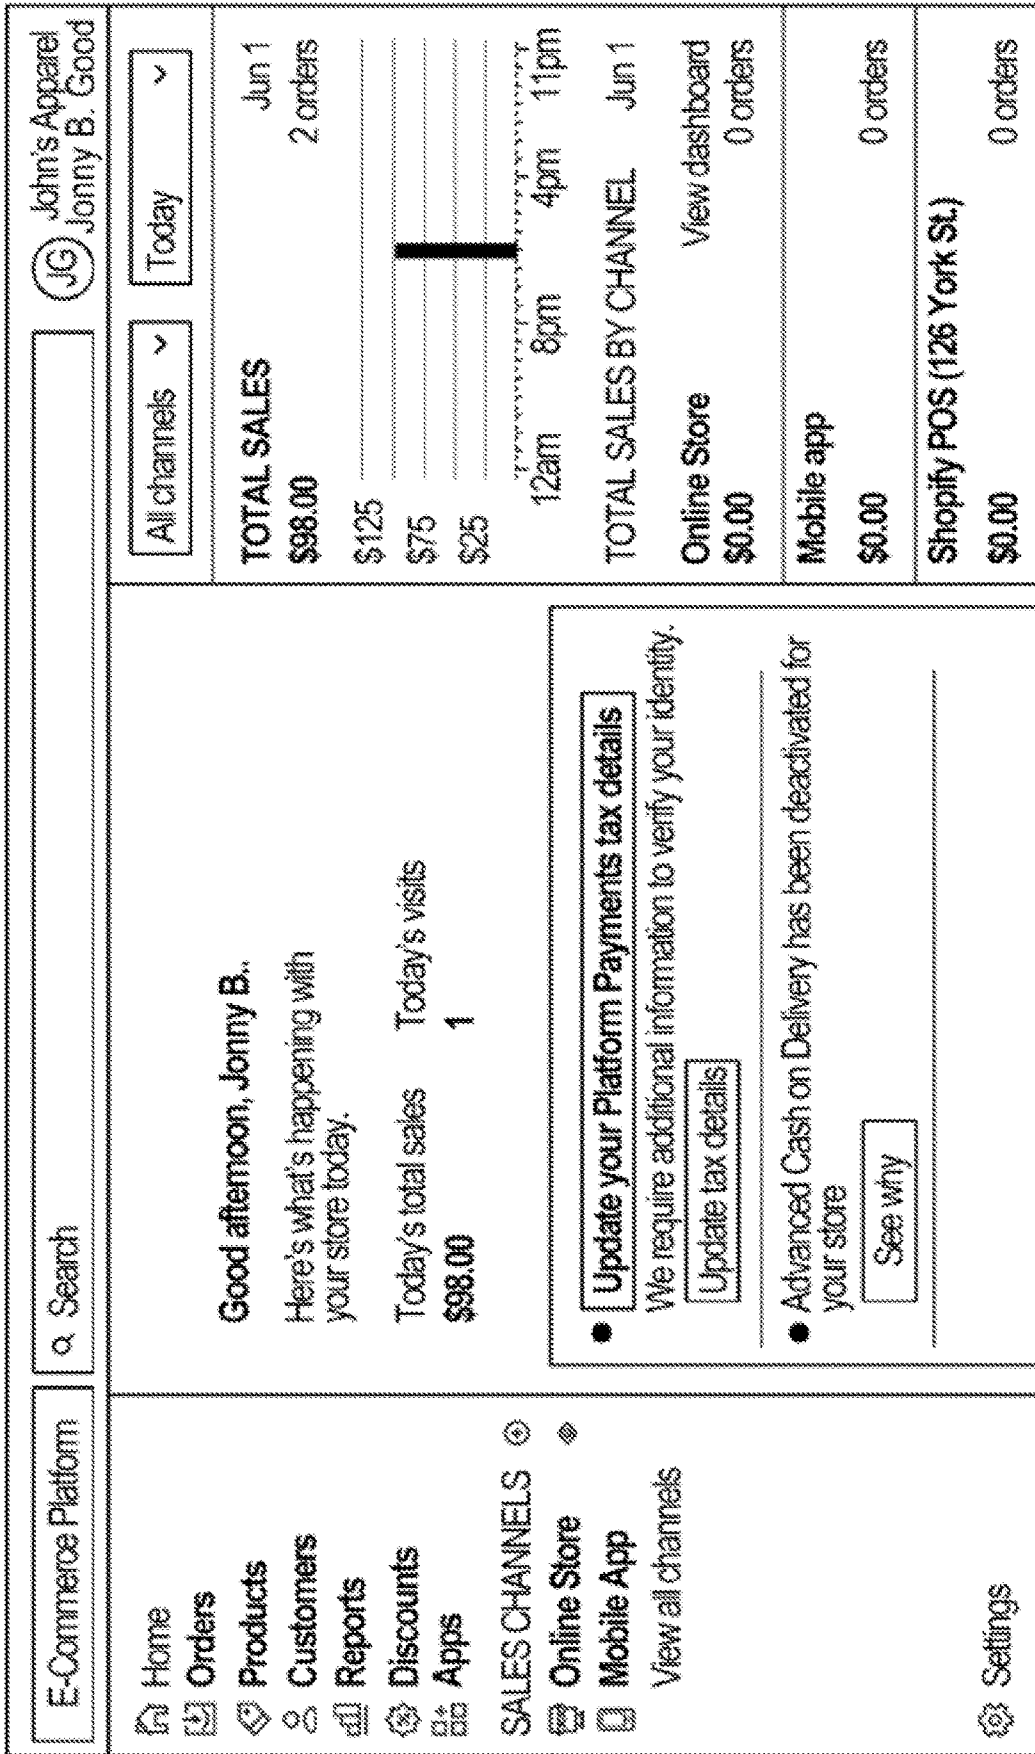 E-Commerce Platform
Search
JG
John's Apparel
Jonny B. Good
Home
Orders
Products
Customers
Reports
Discounts
Apps
SALES CHANNELS
Online Store
Mobile App
View all channels
Settings
Good afternoon, Jonny B..
Here's what's happening with
your store today.
Today's total sales Today's visits
$98.00 1
Update your Platform Payments tax details
We require additional information to verify your identity.
Update tax details
Advanced Cash on Delivery has been deactivated for
your store
See why
All channels Today
TOTAL SALES Jun 1
$98.00 2 orders
$125
$75
$25
12am 8pm 4pm 11pm
TOTAL SALES BY CHANNEL Jun 1
Online Store View dashboard
$0.00 0 orders
Mobile app
$0.00 0 orders
Shopify POS (126 York St.)
$0.00 0 orders